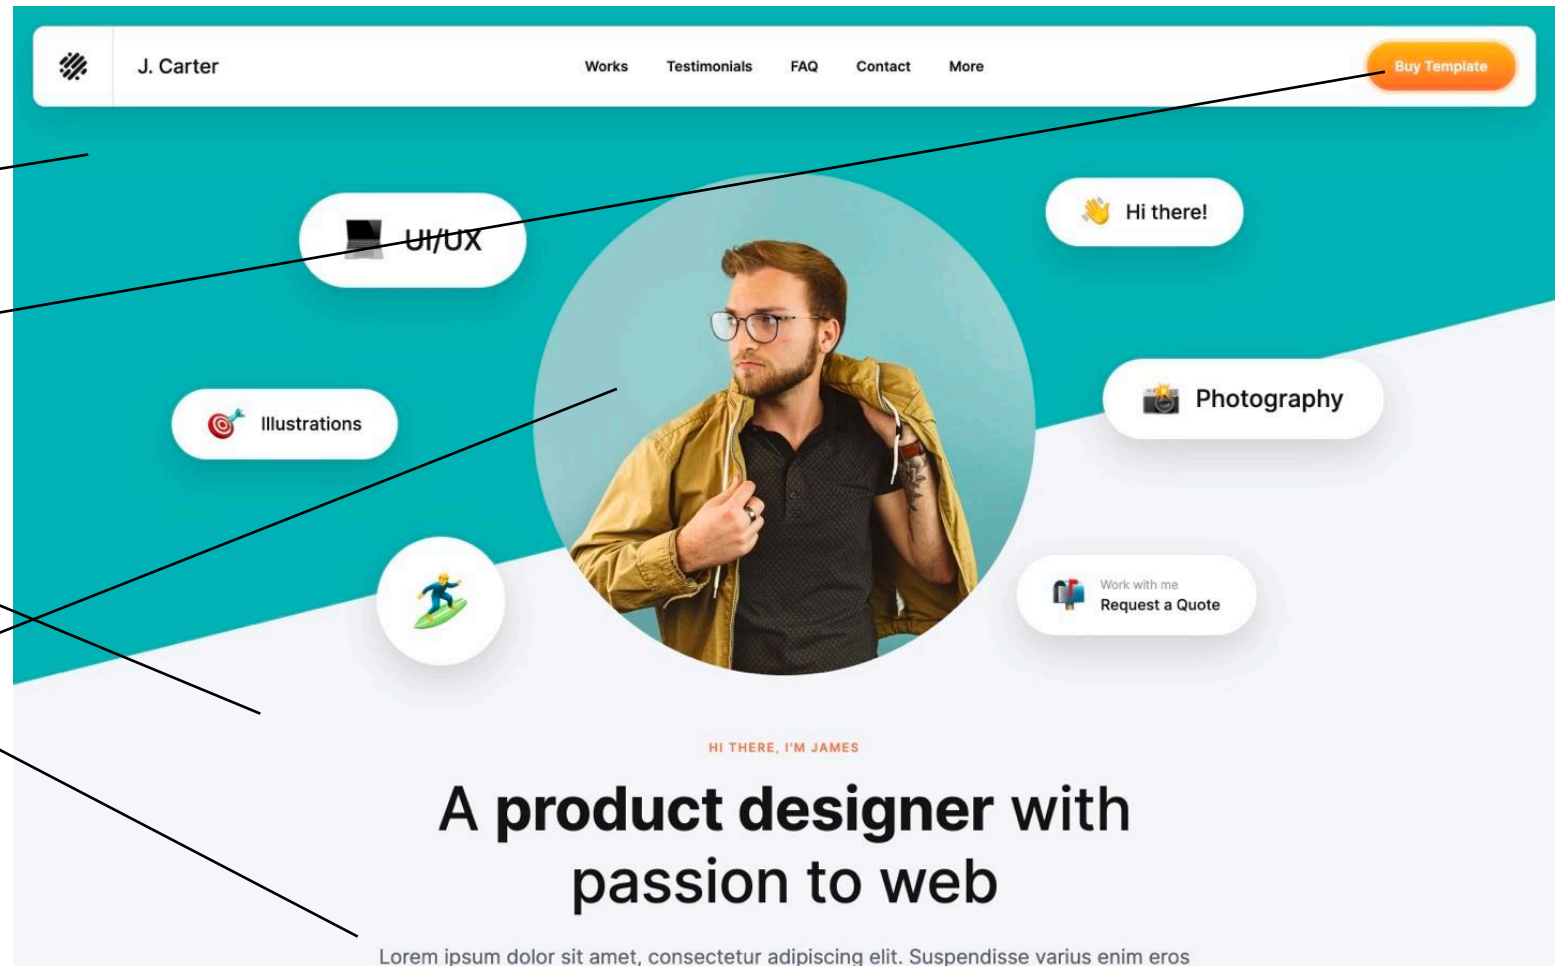 J. Carter
Works Testimonials FAQ Contact More
Buy Template
UI/UX
Hi there!
Illustrations
Photography
Work with me
Request a Quote
HI THERE, I'M JAMES
A product designer with
passion to web
Lorem ipsum dolor sit amet, consectetur adipiscing elit. Suspendisse varius enim eros